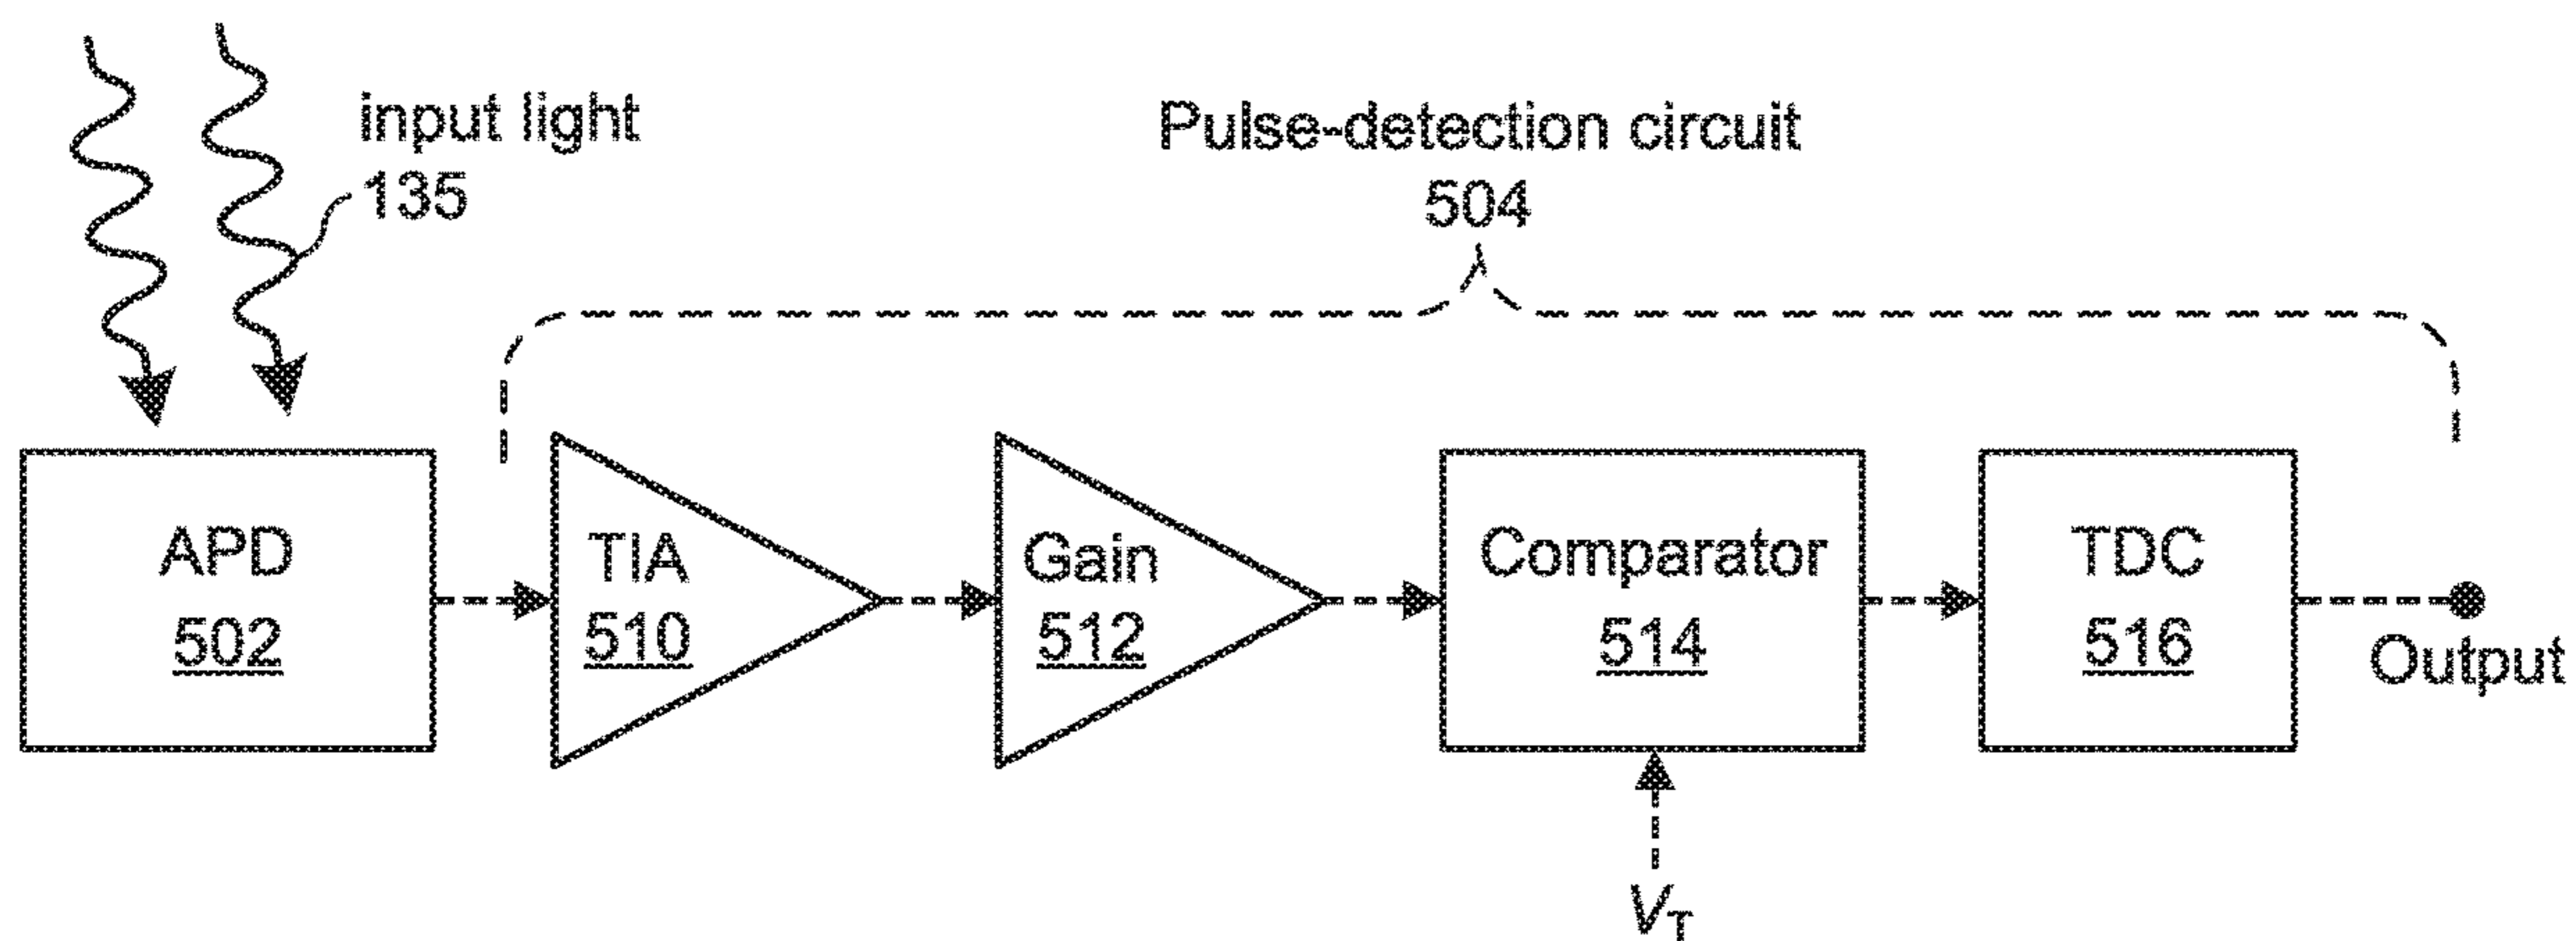 input light
135
Pulse-detection circuit
504
APD
502
TIA
510
Gain
512
Comparator
514
TDC
516
Output
VT